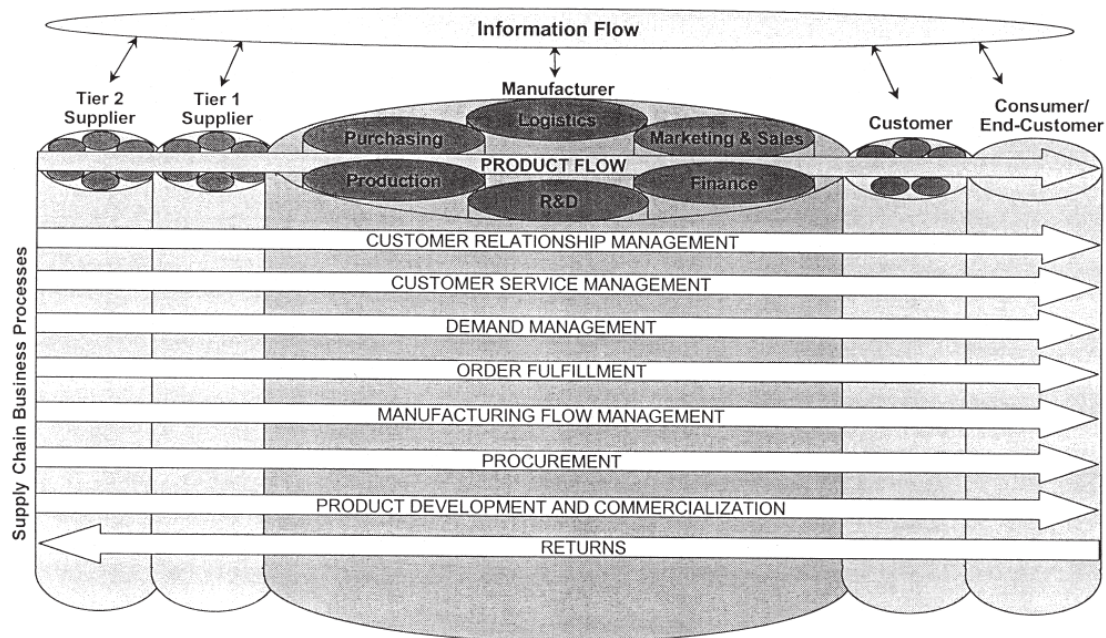 Information Flow
Tier 2
Supplier
Tier 1
Supplier
Manufacturer
Logistics
Purchasing
Marketing & Sales
Customer
Consumer/
End-Customer
PRODUCT FLOW
Production
Finance
R&D
Supply Chain Business Processes
CUSTOMER RELATIONSHIP MANAGEMENT
CUSTOMER SERVICE MANAGEMENT
DEMAND MANAGEMENT
ORDER FULFILLMENT
MANUFACTURING FLOW MANAGEMENT
PROCUREMENT
PRODUCT DEVELOPMENT AND COMMERCIALIZATION
RETURNS